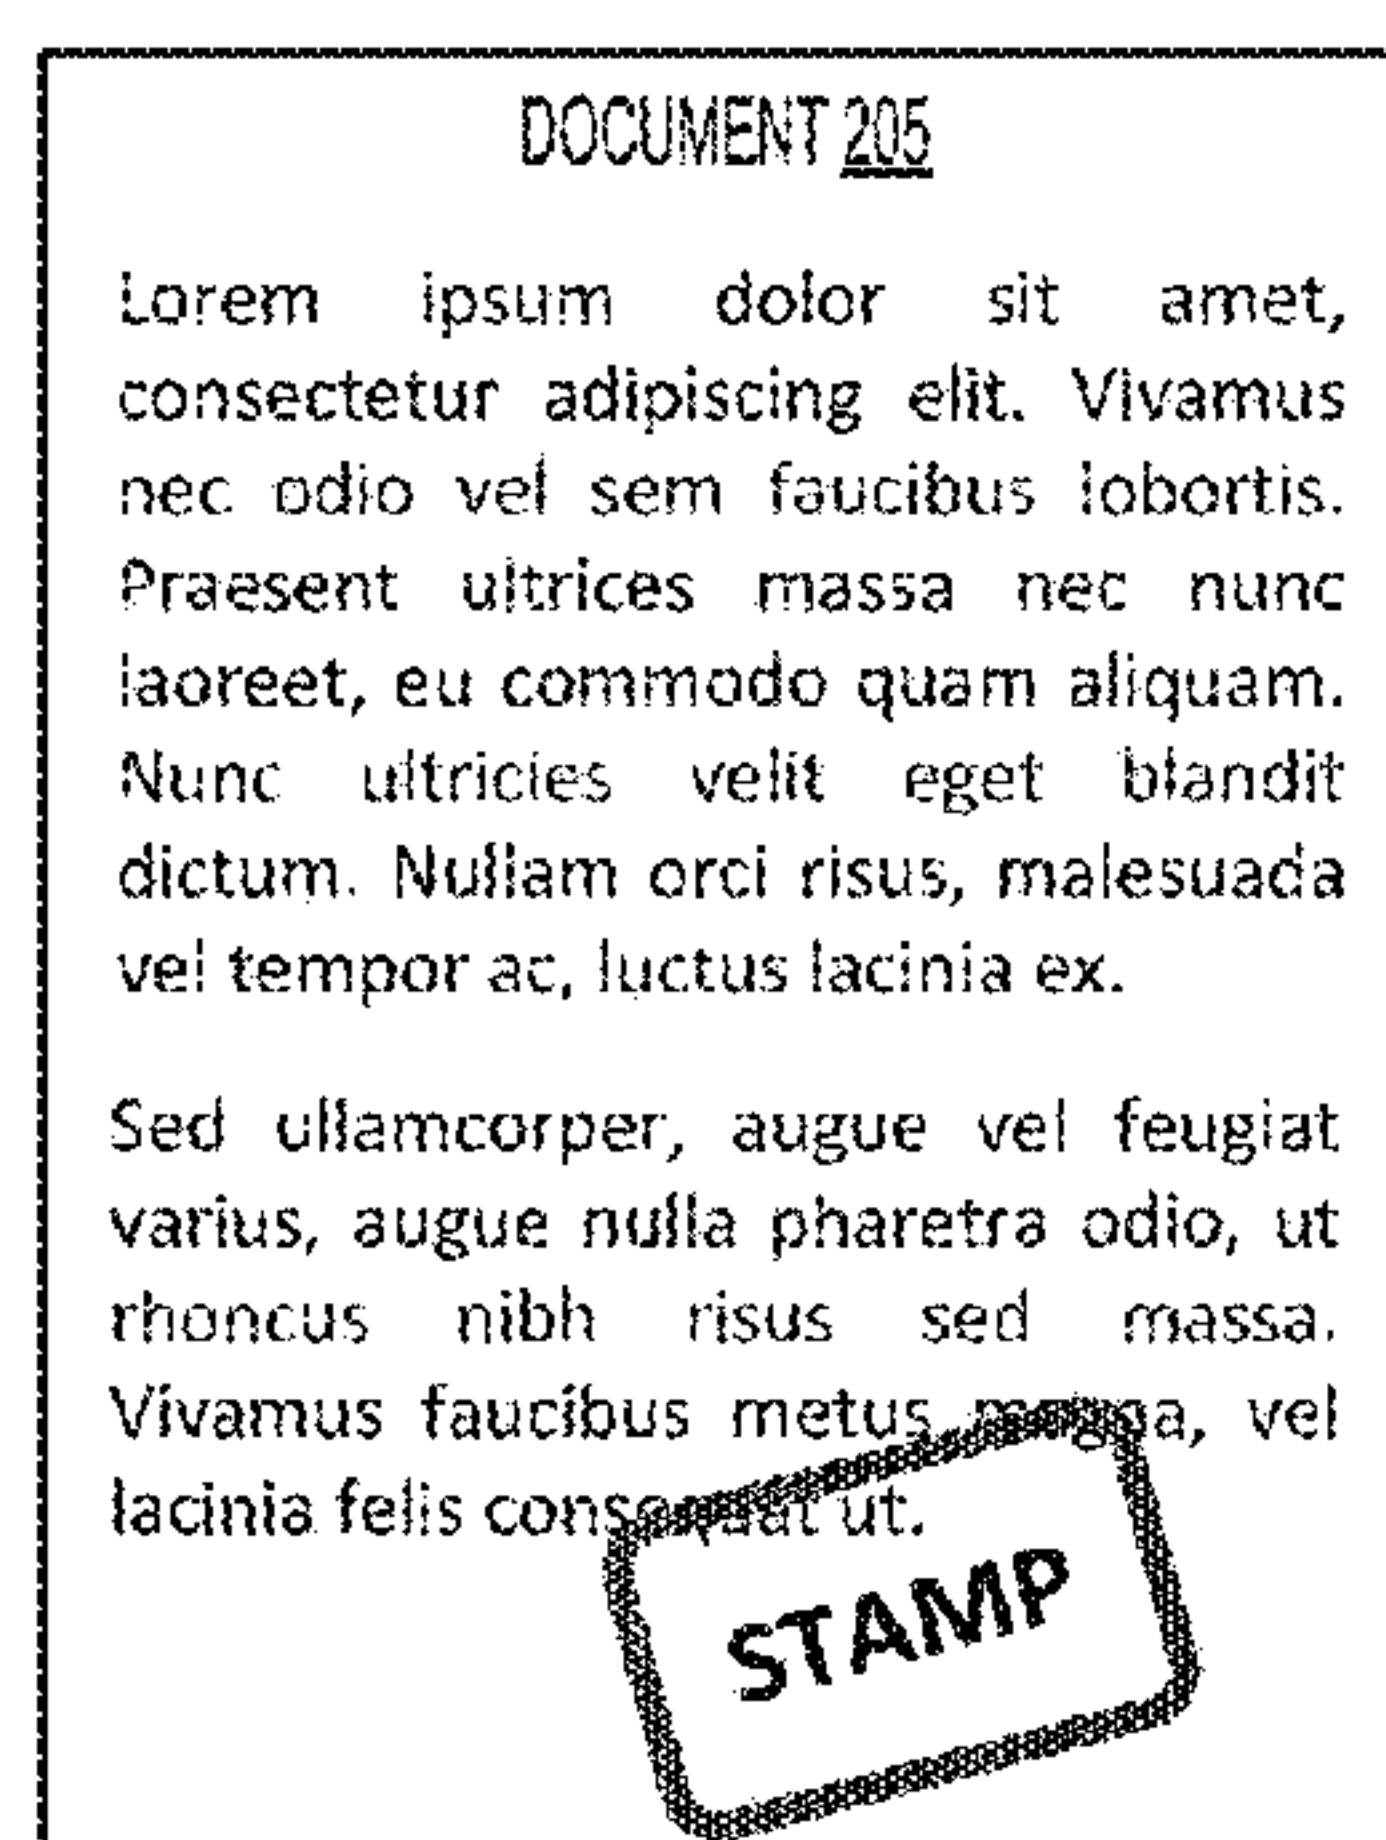 DOCUMENT 205
Lorem ipsum dolor sit amet,
consectetur adipiscing elit. Vivamus
nec odio vel sem faucibus lobortis.
Praesent ultrices massa nec nunc
laoreet, eu commodo quam aliquam.
Nunc ultricies velit eget blandit
dictum. Nullam orci risus, malesuada
vel tempor ac, luctus lacinia ex.
Sed ullamcorper, augue vel feugiat
varius, augue nulla pharetra odio, ut
rhoncus nibh risus sed massa.
Vivamus faucibus metus magna, vel
lacinia felis consequat ut.
STAMP